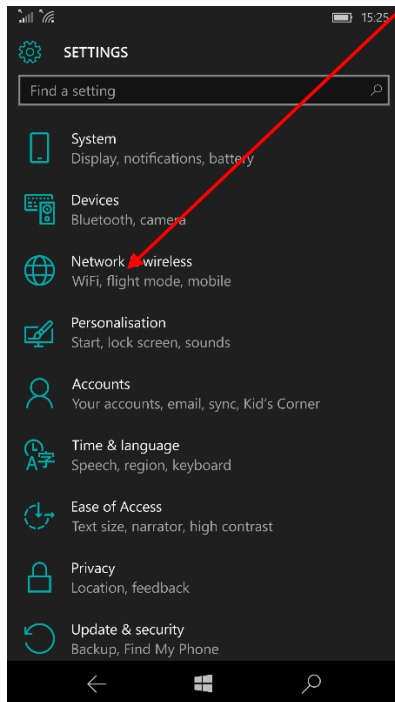 15:25
SETTINGS
Find a setting
System
Display, notifications, battery
Devices
Bluetooth, camera
Network & wireless
WiFi, flight mode, mobile
Personalisation
Start, lock screen, sounds
Accounts
Your accounts, email, sync, Kid's Corner
Time & language
Speech, region, keyboard
Ease of Access
Text size, narrator, high contrast
Privacy
Location, feedback
Update & security
Backup, Find My Phone